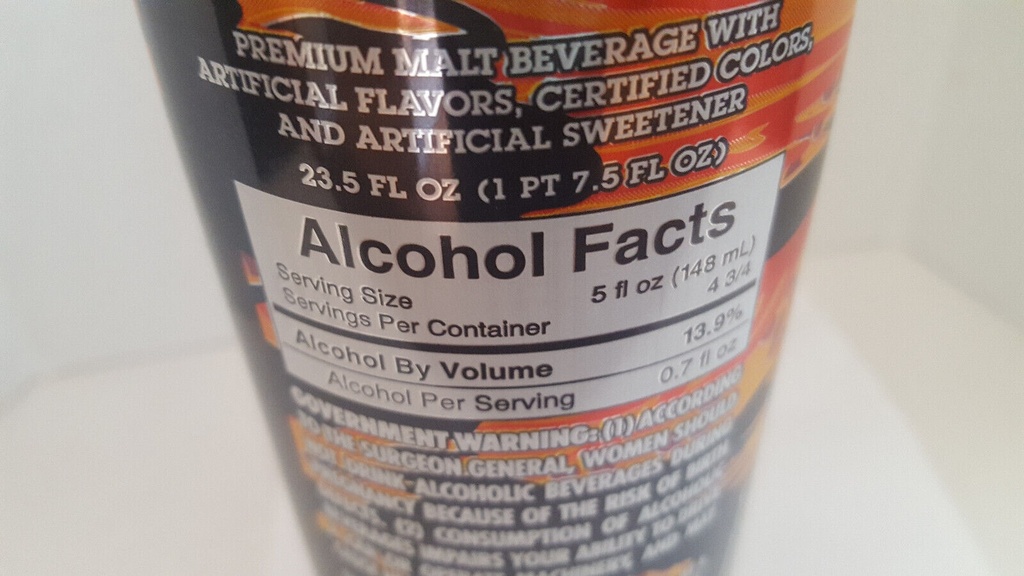 PREMIUM MALT BEVERAGE WITH
ARTIFICIAL FLAVORS, CERTIFIED COLORS,
AND ARTIFICIAL SWEETENER
23.5 FL OZ (1 PT 7.5 FL OZ)
Alcohol Facts
Serving Size 5 fl oz (148 mL)
Servings Per Container 4 3/4
Alcohol By Volume 13.9%
Alcohol Per Serving 0.7 fl oz
GOVERNMENT WARNING: (1) ACCORDING
TO THE SURGEON GENERAL, WOMEN SHOULD
NOT DRINK ALCOHOLIC BEVERAGES DURING
PREGNANCY BECAUSE OF THE RISK OF BIRTH
DEFECTS. (2) CONSUMPTION OF ALCOHOLIC
BEVERAGES IMPAIRS YOUR ABILITY TO DRIVE